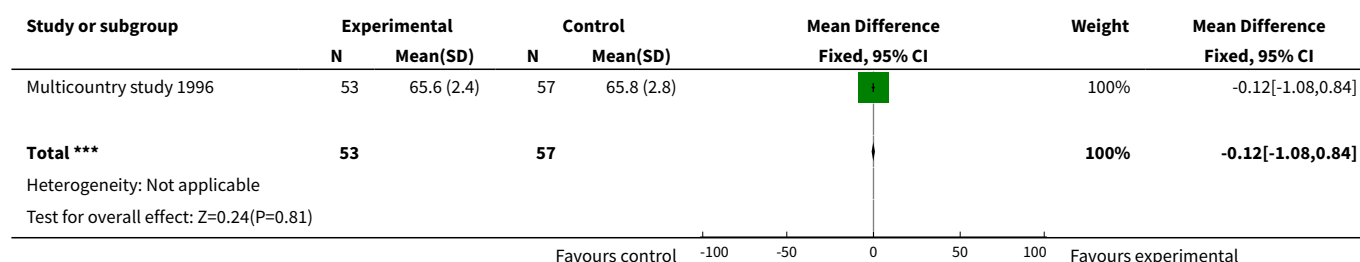 Study or subgroup Experimental Control Mean Difference Weight Mean Difference
N Mean(SD) N Mean(SD) Fixed, 95% CI Fixed, 95% CI
Multicountry study 1996 53 65.6 (2.4) 57 65.8 (2.8) 100% -0.12[-1.08,0.84]
Total *** 53 57 100% -0.12[-1.08,0.84]
Heterogeneity: Not applicable
Test for overall effect: Z=0.24(P=0.81)
Favours control -100 -50 0 50 100 Favours experimental